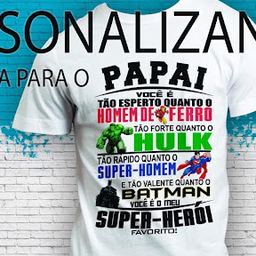 SONALIZAN
A PARA O
PAPAI
VOCÊ É
TÃO ESPERTO QUANTO O
HOMEM DE FERRO
TÃO FORTE QUANTO O
HULK
TÃO RAPIDO QUANTO O
SUPER-HOMEM
E TÃO VALENTE QUANTO O
BATMAN
VOCÊ É O MEU
SUPER-HERÓI
FAVORITO!